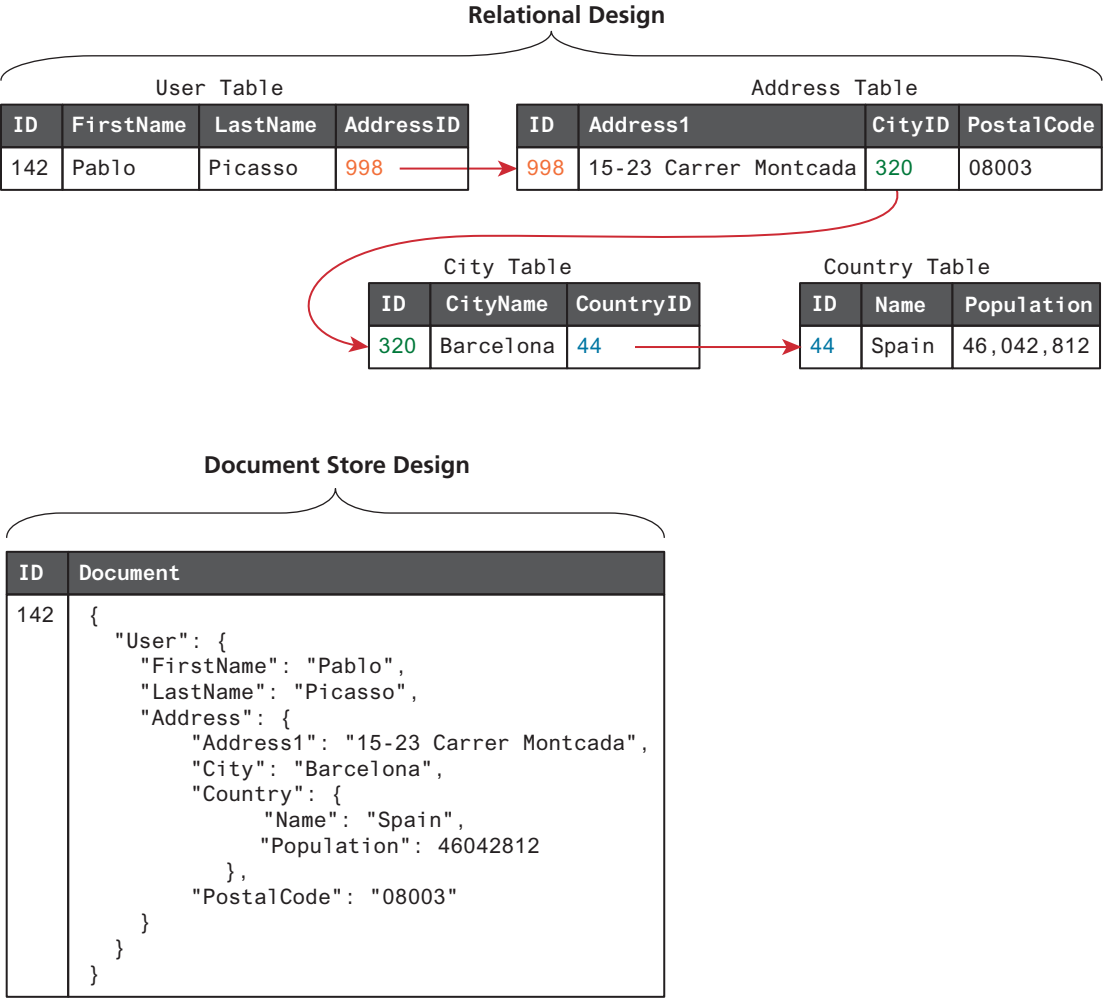 Relational Design
User Table
ID FirstName LastName AddressID
142 Pablo Picasso 998
Address Table
ID Address1 CityID PostalCode
998 15-23 Carrer Montcada 320 08003
City Table
ID CityName CountryID
320 Barcelona 44
Country Table
ID Name Population
44 Spain 46,042,812
Document Store Design
ID Document
142 {
"User": {
"FirstName": "Pablo",
"LastName": "Picasso",
"Address": {
"Address1": "15-23 Carrer Montcada",
"City": "Barcelona",
"Country": {
"Name": "Spain",
"Population": 46042812
},
"PostalCode": "08003"
}
}
}